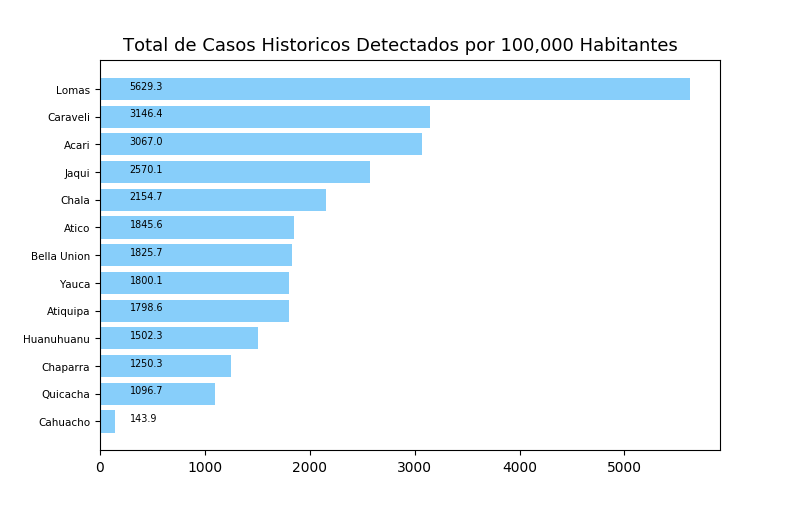 Total de Casos Historicos Detectados por 100,000 Habitantes
Lomas 5629.3
Caraveli 3146.4
Acari 3067.0
Jaqui 2570.1
Chala 2154.7
Atico 1845.6
Bella Union 1825.7
Yauca 1800.1
Atiquipa 1798.6
Huanuhuanu 1502.3
Chaparra 1250.3
Quicacha 1096.7
Cahuacho 143.9
0 1000 2000 3000 4000 5000